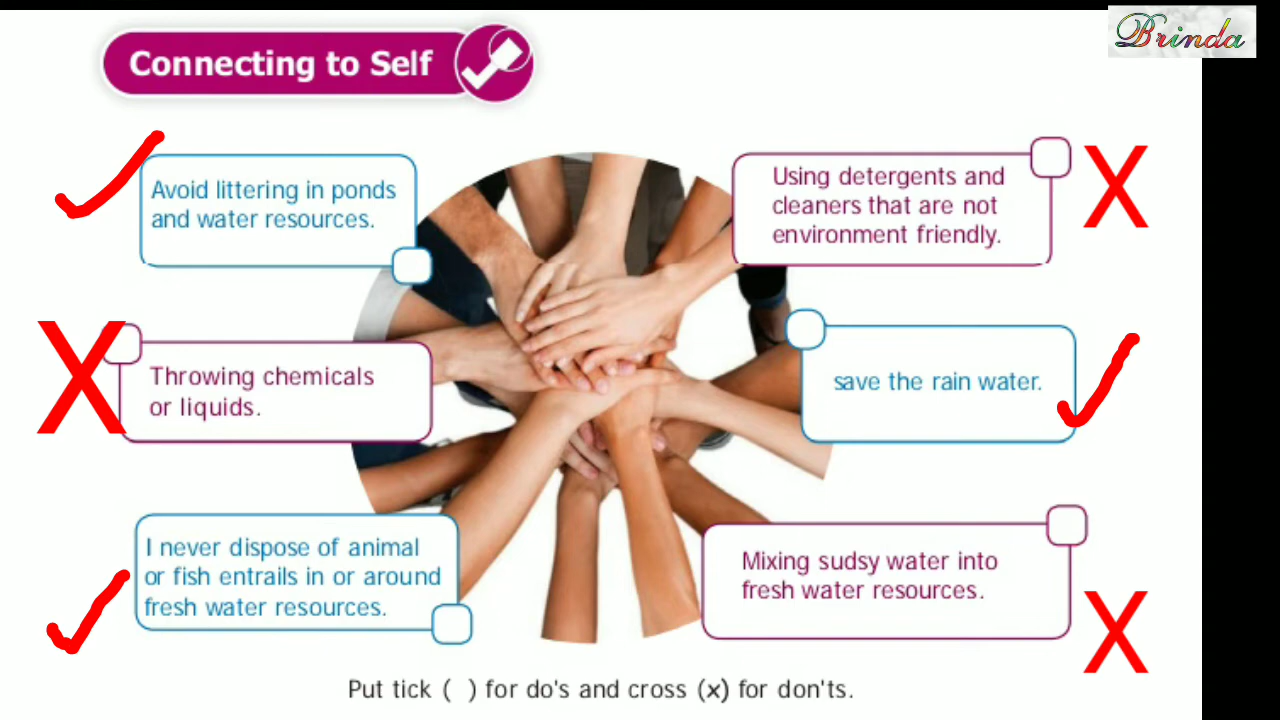 Brinda
Connecting to Self
Avoid littering in ponds
and water resources.
Using detergents and
cleaners that are not
environment friendly.
X
X
Throwing chemicals
or liquids.
save the rain water.
I never dispose of animal
or fish entrails in or around
fresh water resources.
Mixing sudsy water into
fresh water resources.
X
Put tick ( ) for do's and cross (x) for don'ts.